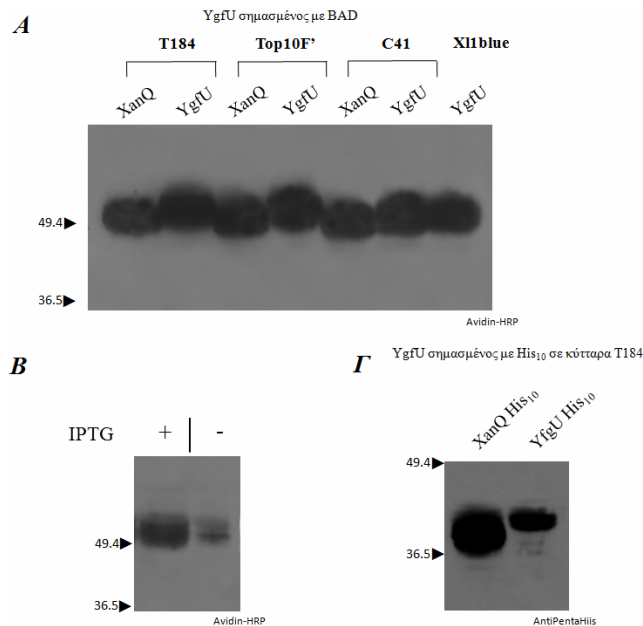 A
YgfU σημασμένος με BAD
T184 Top10F' C41 Xl1blue
XanQ YgfU XanQ YgfU XanQ YgfU YgfU
49.4
36.5
Avidin-HRP
B
IPTG + -
49.4
36.5
Avidin-HRP
Γ
YgfU σημασμένος με His10 σε κύτταρα T184
XanQ His10 YfgU His10
49.4
36.5
AntiPentaHiis